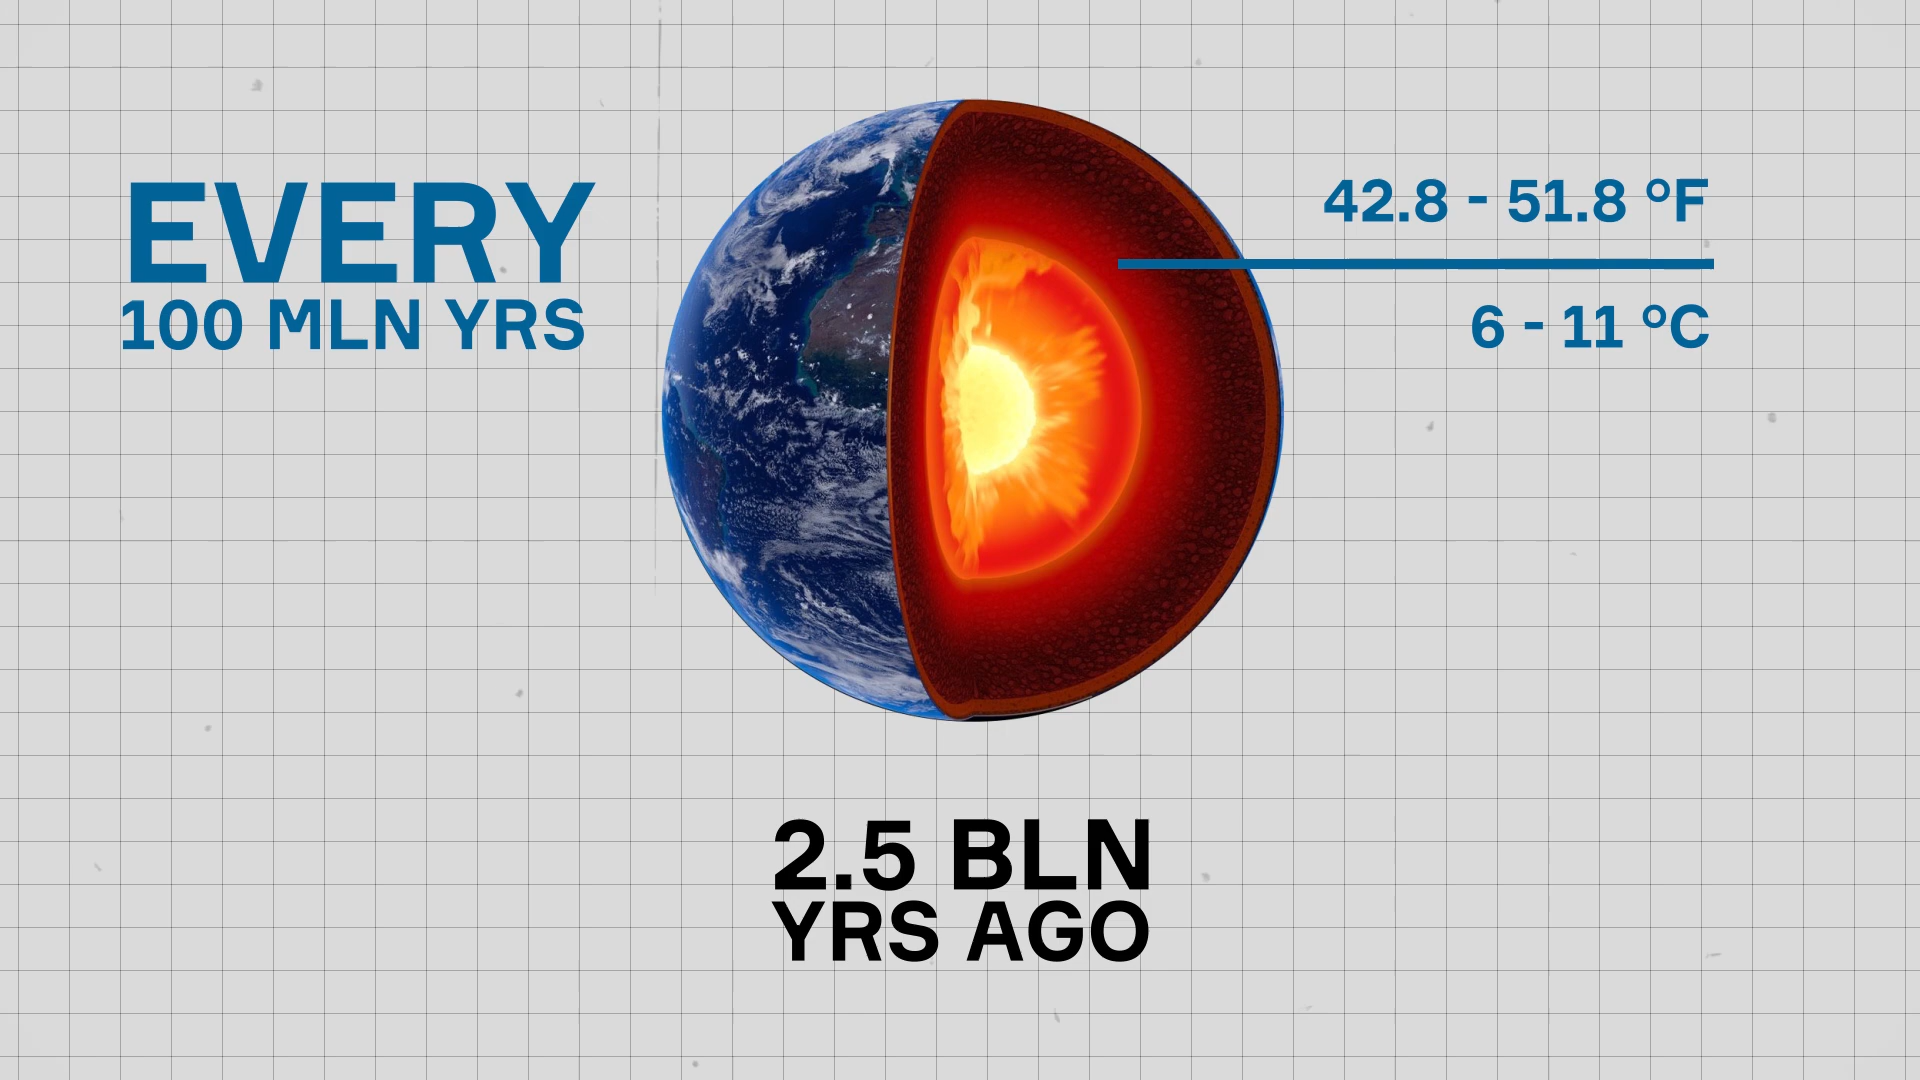 EVERY
100 MLN YRS
42.8 - 51.8 °F
6 - 11 °C
2.5 BLN
YRS AGO